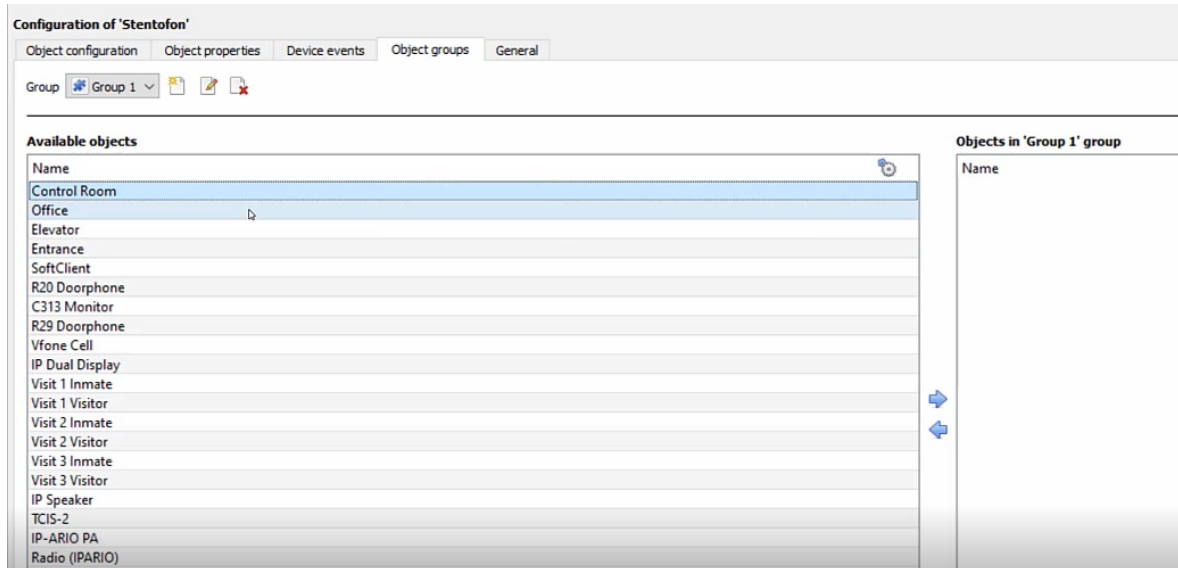 Configuration of 'Stentofon'
Object configuration Object properties Device events Object groups General
Group Group 1
Available objects
Name
Control Room
Office
Elevator
Entrance
SoftClient
R20 Doorphone
C313 Monitor
R29 Doorphone
Vfone Cell
IP Dual Display
Visit 1 Inmate
Visit 1 Visitor
Visit 2 Inmate
Visit 2 Visitor
Visit 3 Inmate
Visit 3 Visitor
IP Speaker
TCIS-2
IP-ARIO PA
Radio (IPARIO)
Objects in 'Group 1' group
Name